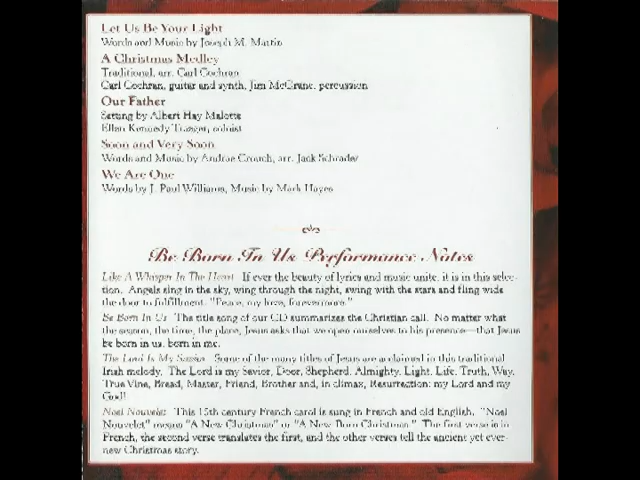 Let Us Be Your Light
Words and Music by Joseph M. Martin
A Christmas Medley
Traditional, arr. Carl Cochran
Carl Cochran, guitar and synth, Jim McGrane, percussion
Our Father
Setting by Albert Hay Malotte
Ellen Kennedy Traeger, soloist
Soon and Very Soon
Words and Music by Andrae Crouch, arr. Jack Schrader
We Are One
Words by J. Paul Williams, Music by Mark Hayes
Be Born In Us Performance Notes
Like A Whisper In The Heart If ever the beauty of lyrics and music unite, it is in this selec-
tion. Angels sing in the sky, wing through the night, swing with the stars and fling wide
the door to fulfillment. "Peace, my love, forevermore."
Be Born In Us The title song of our CD summarizes the Christian call. No matter what
the season, the time, the place, Jesus asks that we open ourselves to his presence—that Jesus
be born in us, born in me.
The Lord Is My Savior Some of the many titles of Jesus are acclaimed in this traditional
Irish melody. The Lord is my Savior, Door, Shepherd, Almighty, Light, Life, Truth, Way,
True Vine, Bread, Master, Friend, Brother and, in climax, Resurrection: my Lord and my
God!
Noel Nouvelet This 15th century French carol is sung in French and old English. "Noel
Nouvelet" means "A New Christmas" or "A New Born Christmas." The first verse is in
French, the second verse translates the first, and the other verses tell the ancient yet ever-
new Christmas story.